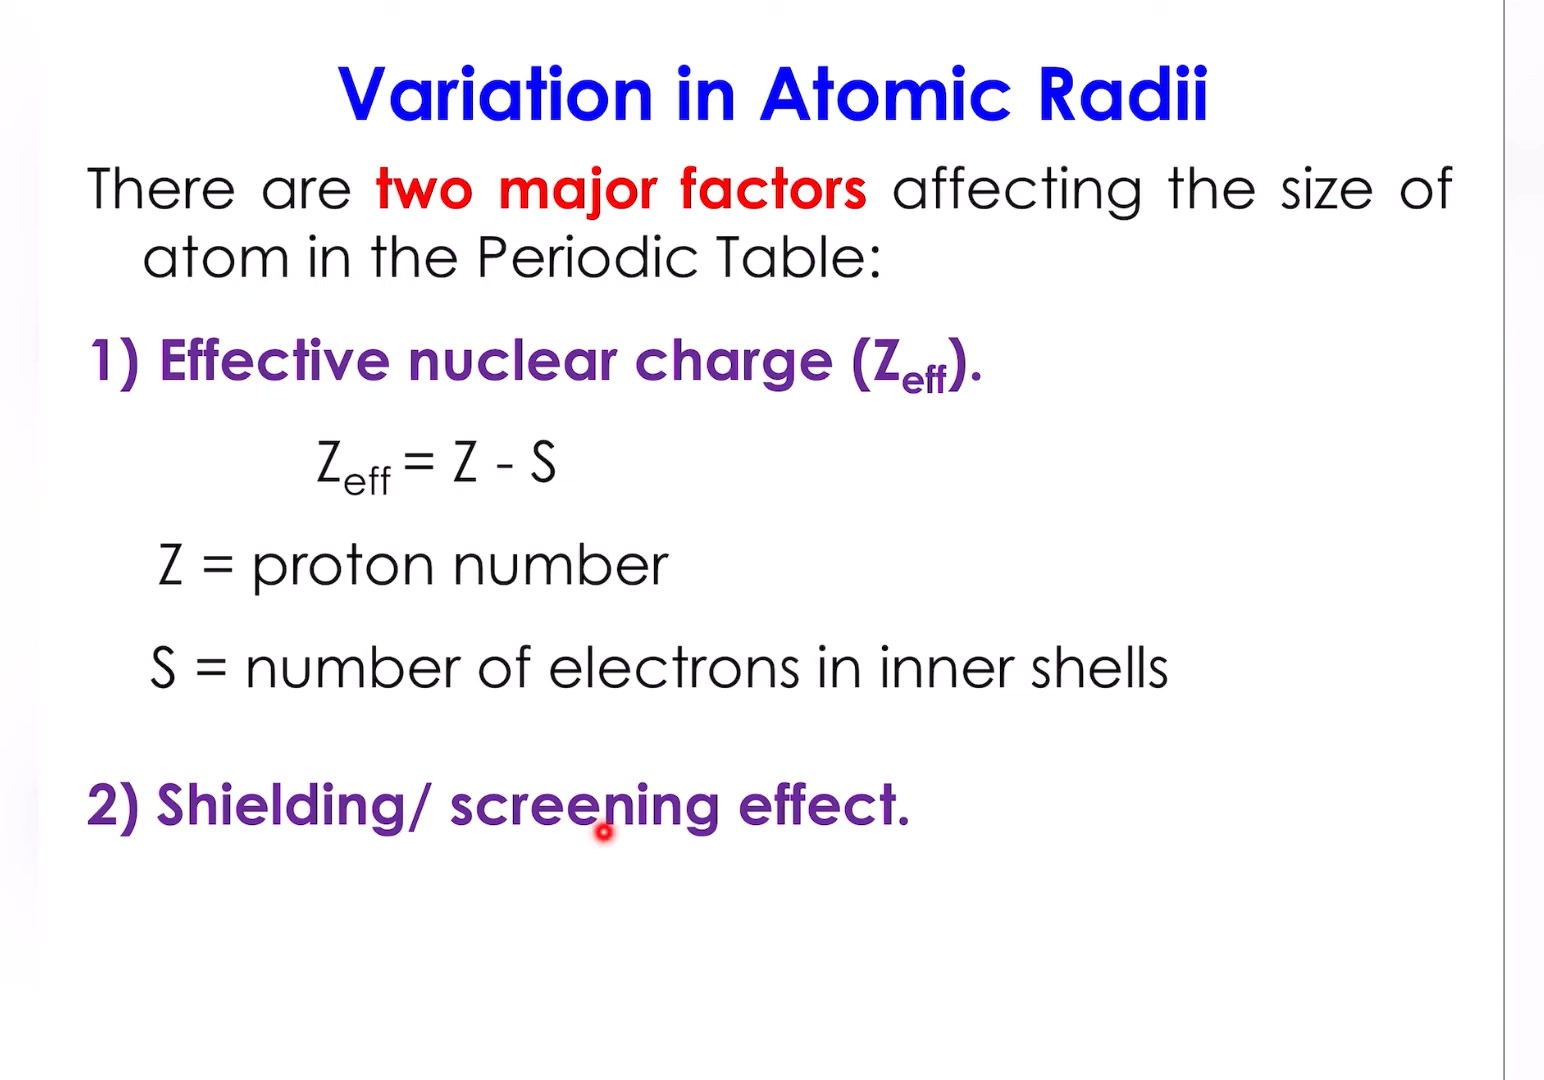 Variation in Atomic Radii
There are two major factors affecting the size of
atom in the Periodic Table:
1) Effective nuclear charge (Zeff).
Zeff = Z - S
Z = proton number
S = number of electrons in inner shells
2) Shielding/ screening effect.